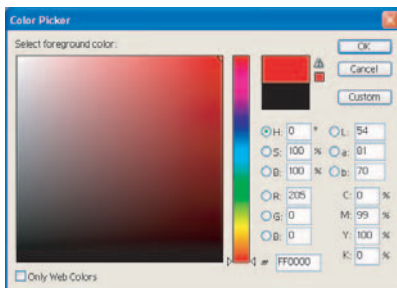 Color Picker
Select foreground color:
OK
Cancel
Custom
H: 0 ° L: 54
S: 100 % a: 81
B: 100 % b: 70
R: 205 C: 0 %
G: 0 M: 99 %
B: 0 Y: 100 %
# FF0000 K: 0 %
Only Web Colors